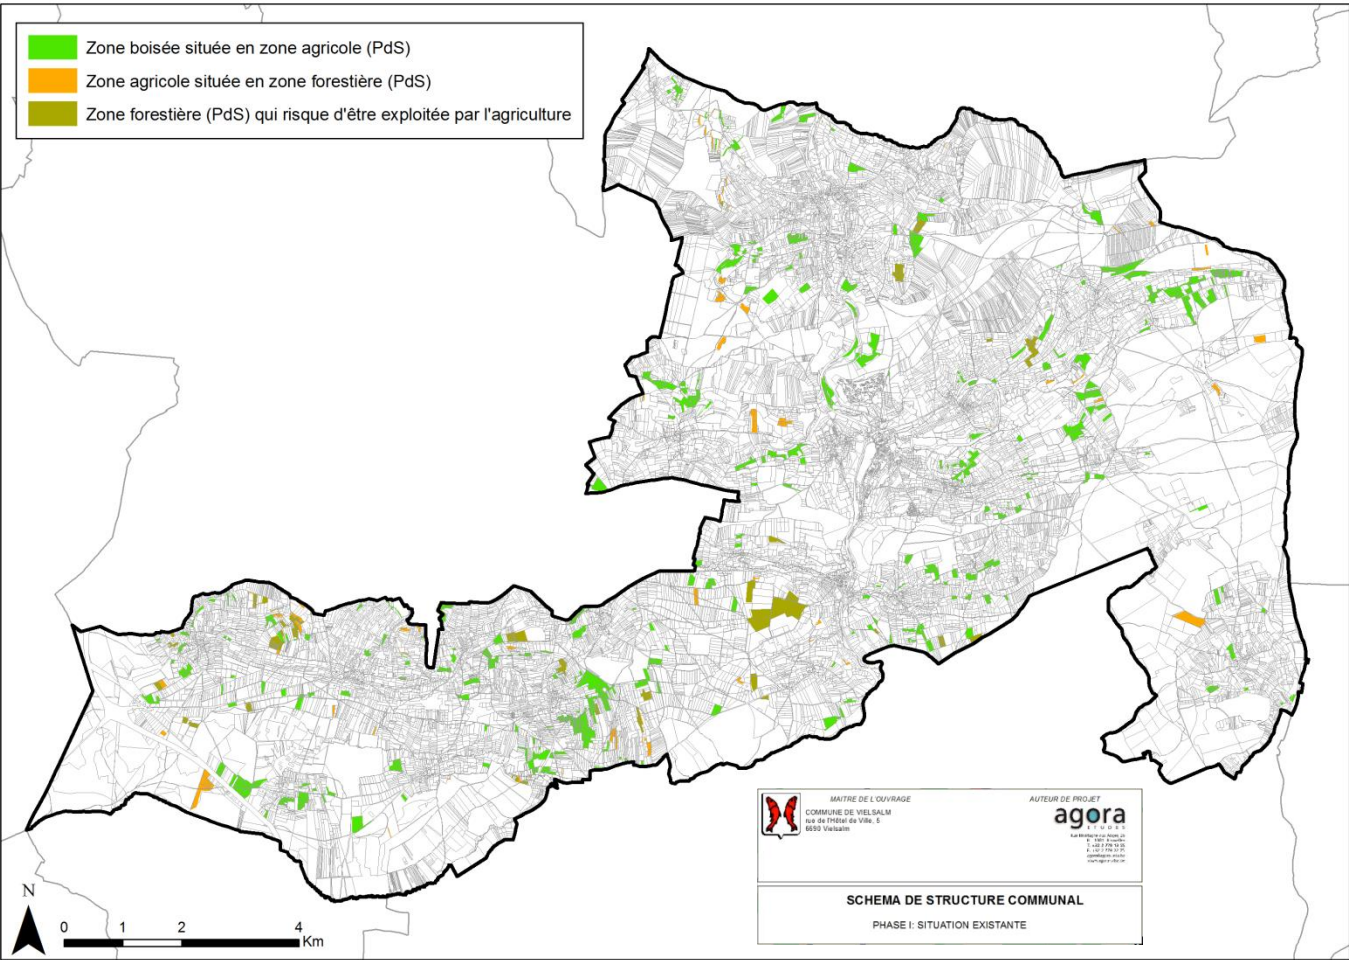 Zone boisée située en zone agricole (PdS)
Zone agricole située en zone forestière (PdS)
Zone forestière (PdS) qui risque d'être exploitée par l'agriculture
MAITRE DE L'OUVRAGE
COMMUNE DE VIELSALM
rue de l'Hôtel de Ville, 5
6690 Vielsalm
AUTEUR DE PROJET
agora
ETUDES
SCHEMA DE STRUCTURE COMMUNAL
PHASE I: SITUATION EXISTANTE
N
0 1 2 4
Km